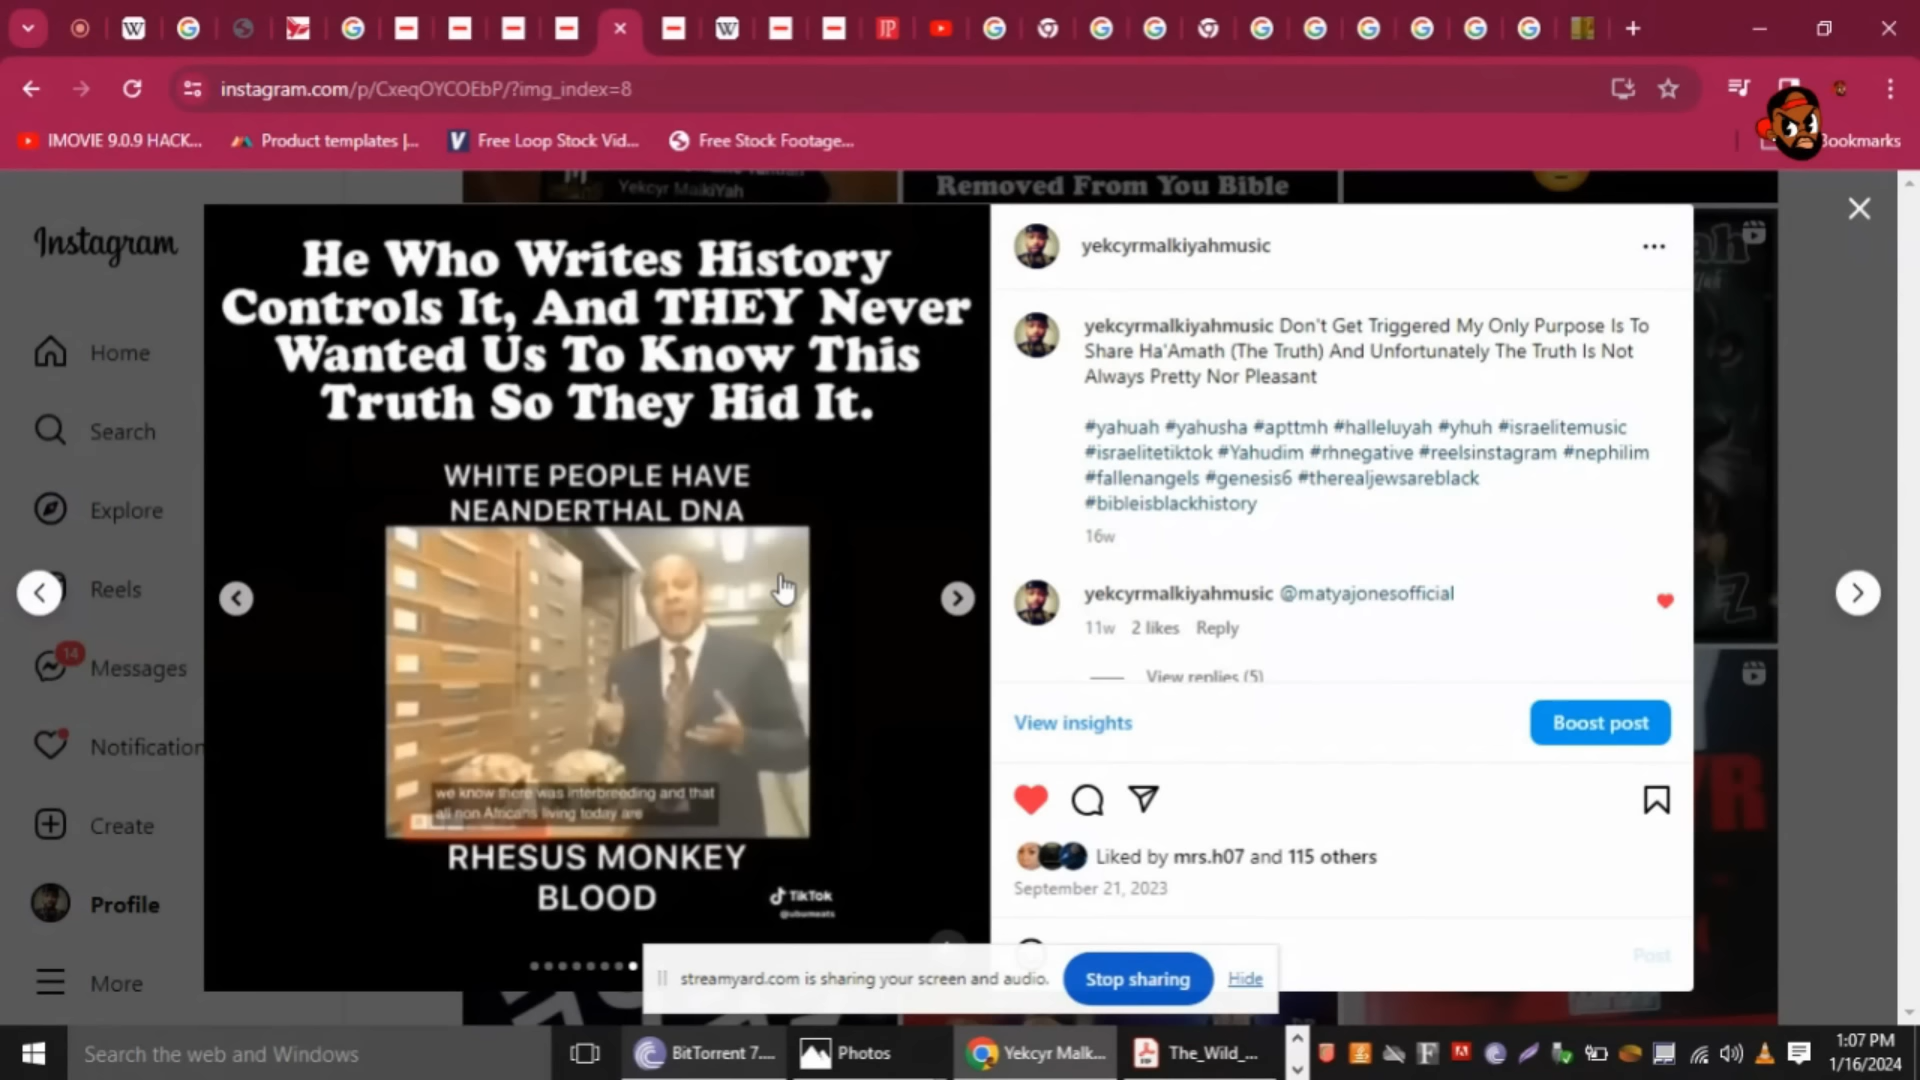 instagram.com/p/CxeqOYCOEbP/?img_index=8
IMOVIE 9.0.9 HACK...
Product templates |...
Free Loop Stock Vid...
Free Stock Footage...
Bookmarks
Yekcyr MalkiYah
Removed From You Bible
Instagram
Home
Search
Explore
Reels
14
Messages
Notification
Create
Profile
More
He Who Writes History
Controls It, And THEY Never
Wanted Us To Know This
Truth So They Hid It.
WHITE PEOPLE HAVE
NEANDERTHAL DNA
we know there was interbreeding and that
all non Africans living today are
RHESUS MONKEY
BLOOD
TikTok
yekcyrmalkiyahmusic
yekcyrmalkiyahmusic Don't Get Triggered My Only Purpose Is To
Share Ha'Amath (The Truth) And Unfortunately The Truth Is Not
Always Pretty Nor Pleasant
#yahuah #yahusha #apttmh #halleluyah #yhuh #israelitemusic
#israelitetiktok #Yahudim #rhnegative #reelsinstagram #nephilim
#fallenangels #genesis6 #therealjewsareblack
#bibleisblackhistory
16w
yekcyrmalkiyahmusic @matyajonesofficial
11w 2 likes Reply
View replies (5)
View insights
Boost post
Liked by mrs.h07 and 115 others
September 21, 2023
Post
streamyard.com is sharing your screen and audio.
Stop sharing
Hide
Search the web and Windows
BitTorrent 7....
Photos
Yekcyr Malk...
The_Wild_...
1:07 PM
1/16/2024